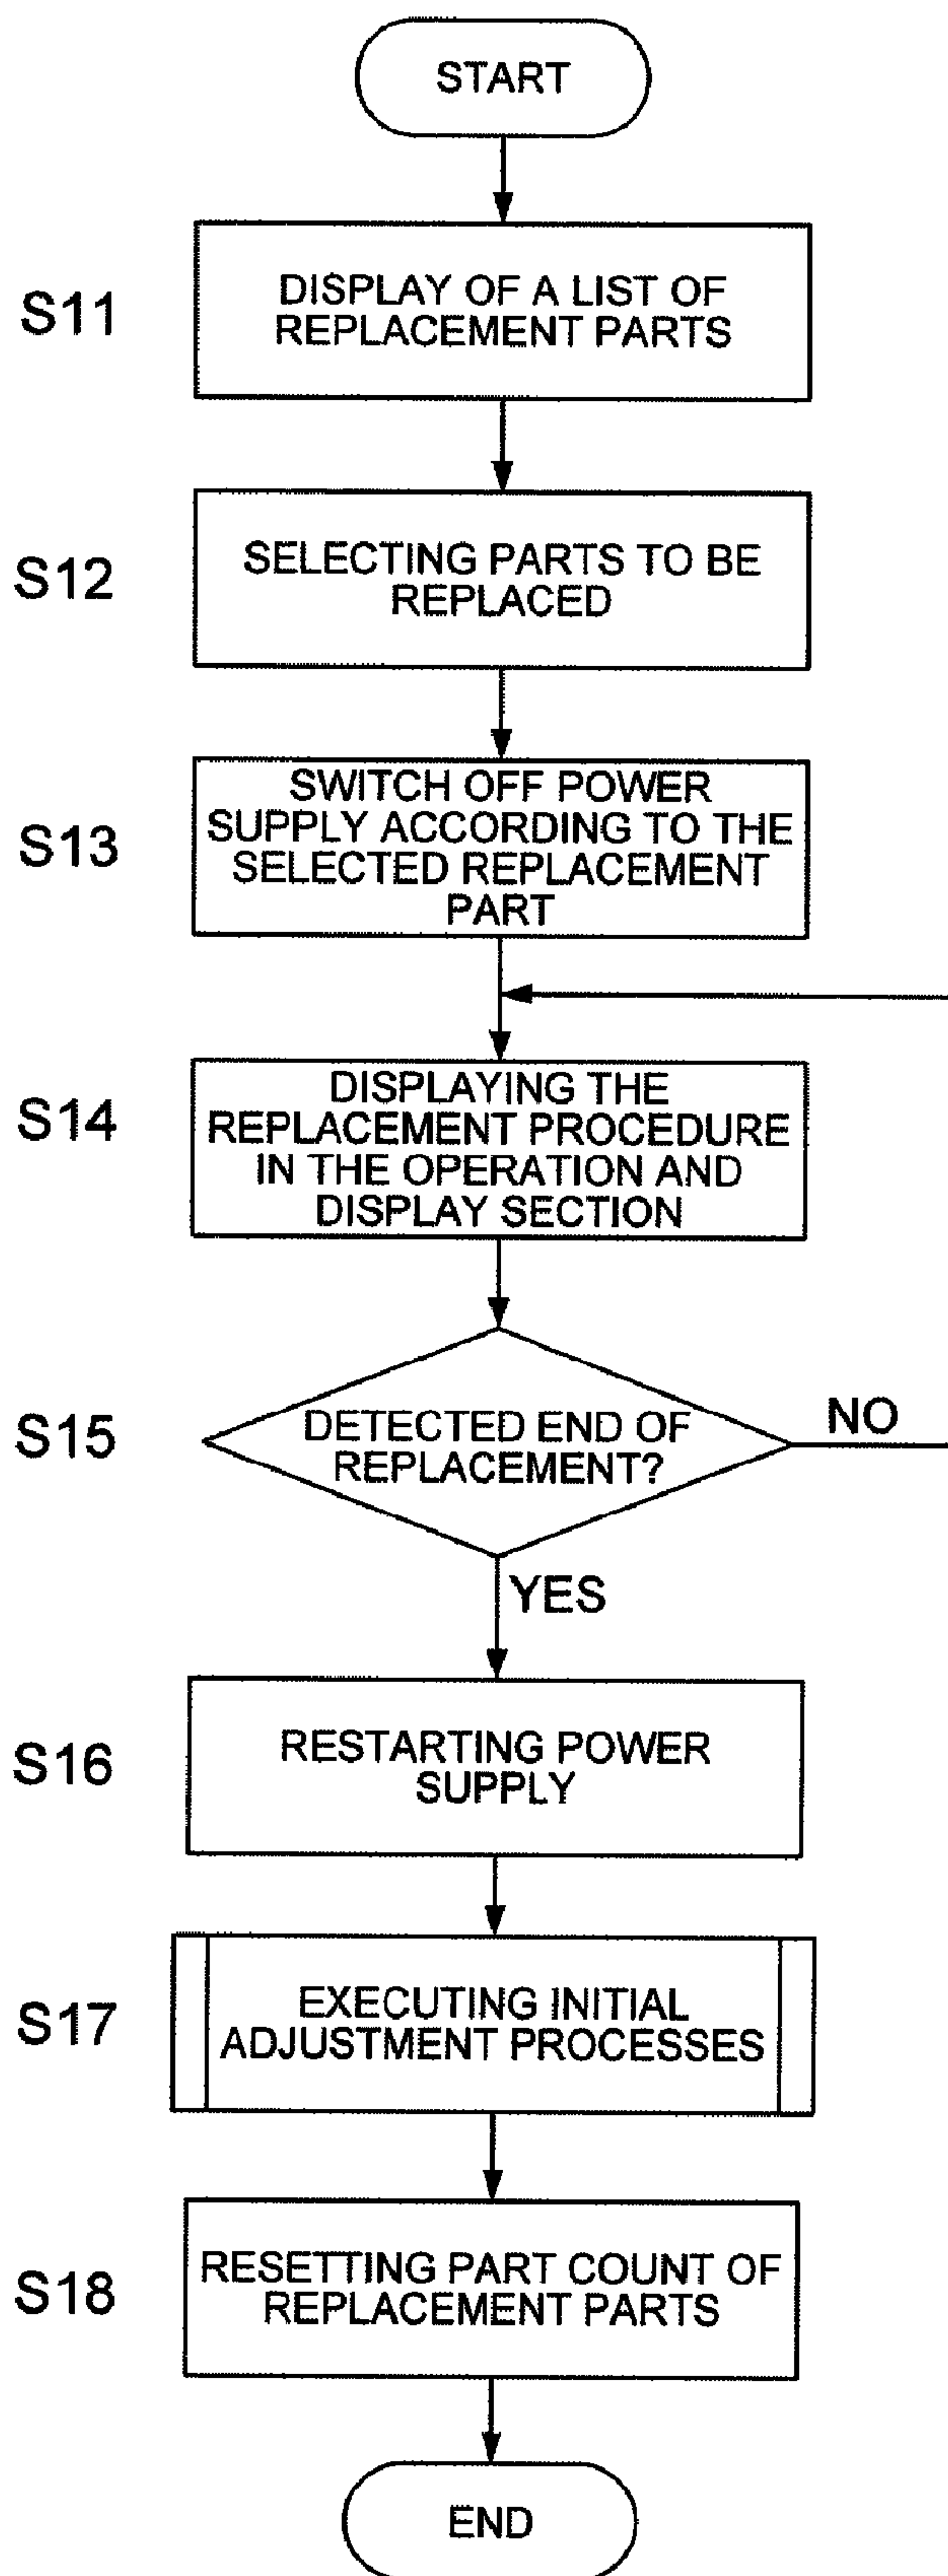 START
S11
DISPLAY OF A LIST OF
REPLACEMENT PARTS
S12
SELECTING PARTS TO BE
REPLACED
S13
SWITCH OFF POWER
SUPPLY ACCORDING TO THE
SELECTED REPLACEMENT
PART
S14
DISPLAYING THE
REPLACEMENT PROCEDURE
IN THE OPERATION AND
DISPLAY SECTION
S15
DETECTED END OF
REPLACEMENT?
NO
YES
S16
RESTARTING POWER
SUPPLY
S17
EXECUTING INITIAL
ADJUSTMENT PROCESSES
S18
RESETTING PART COUNT OF
REPLACEMENT PARTS
END